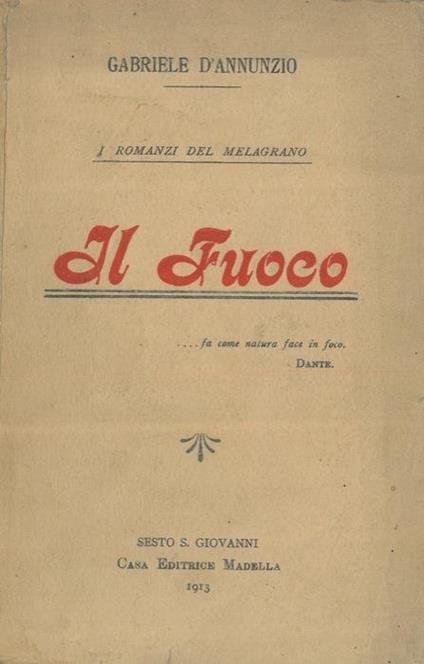 GABRIELE D'ANNUNZIO
I ROMANZI DEL MELAGRANO
Il Fuoco
....fa come natura face in foco.
DANTE.
SESTO S. GIOVANNI
CASA EDITRICE MADELLA
1913